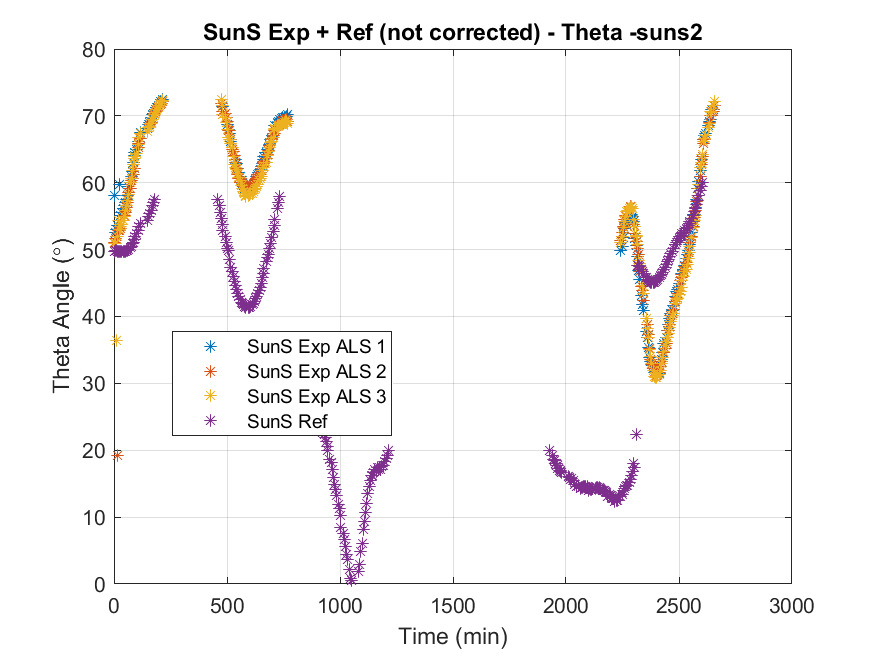 SunS Exp + Ref (not corrected) - Theta -suns2
80
70
60
50
40
30
20
10
0
Theta Angle (°)
SunS Exp ALS 1
SunS Exp ALS 2
SunS Exp ALS 3
SunS Ref
0 500 1000 1500 2000 2500 3000
Time (min)